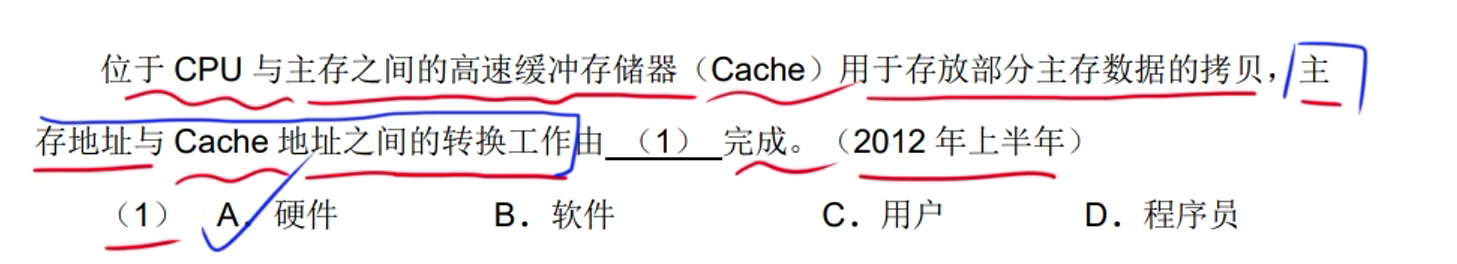 位于 CPU 与主存之间的高速缓冲存储器（Cache）用于存放部分主存数据的拷贝，主
存地址与 Cache 地址之间的转换工作由 （1） 完成。（2012 年上半年）
（1） A．硬件 B．软件 C．用户 D．程序员